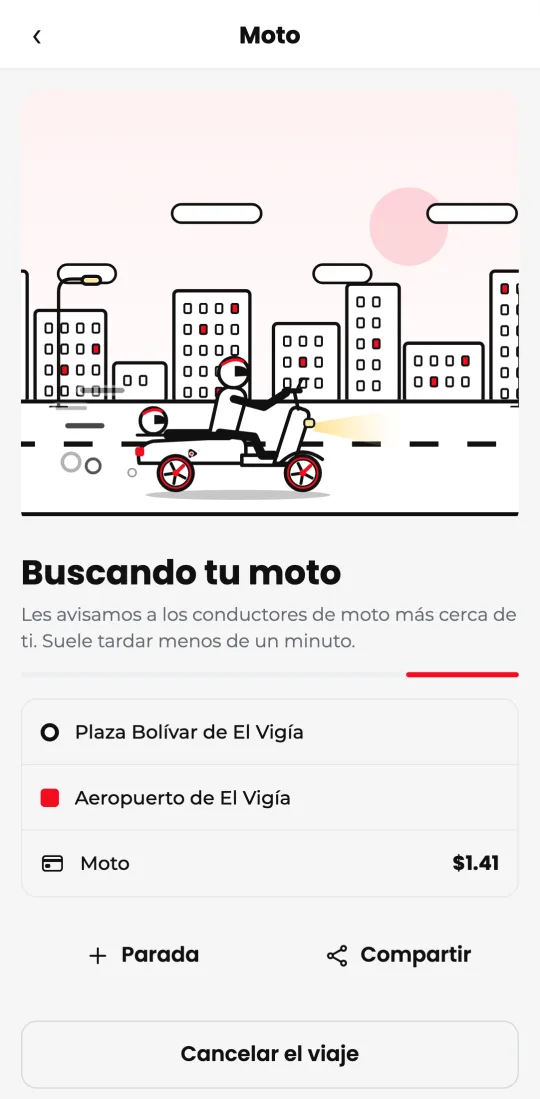 Moto
Buscando tu moto
Les avisamos a los conductores de moto más cerca de
ti. Suele tardar menos de un minuto.
Plaza Bolívar de El Vigía
Aeropuerto de El Vigía
Moto $1.41
Parada Compartir
Cancelar el viaje